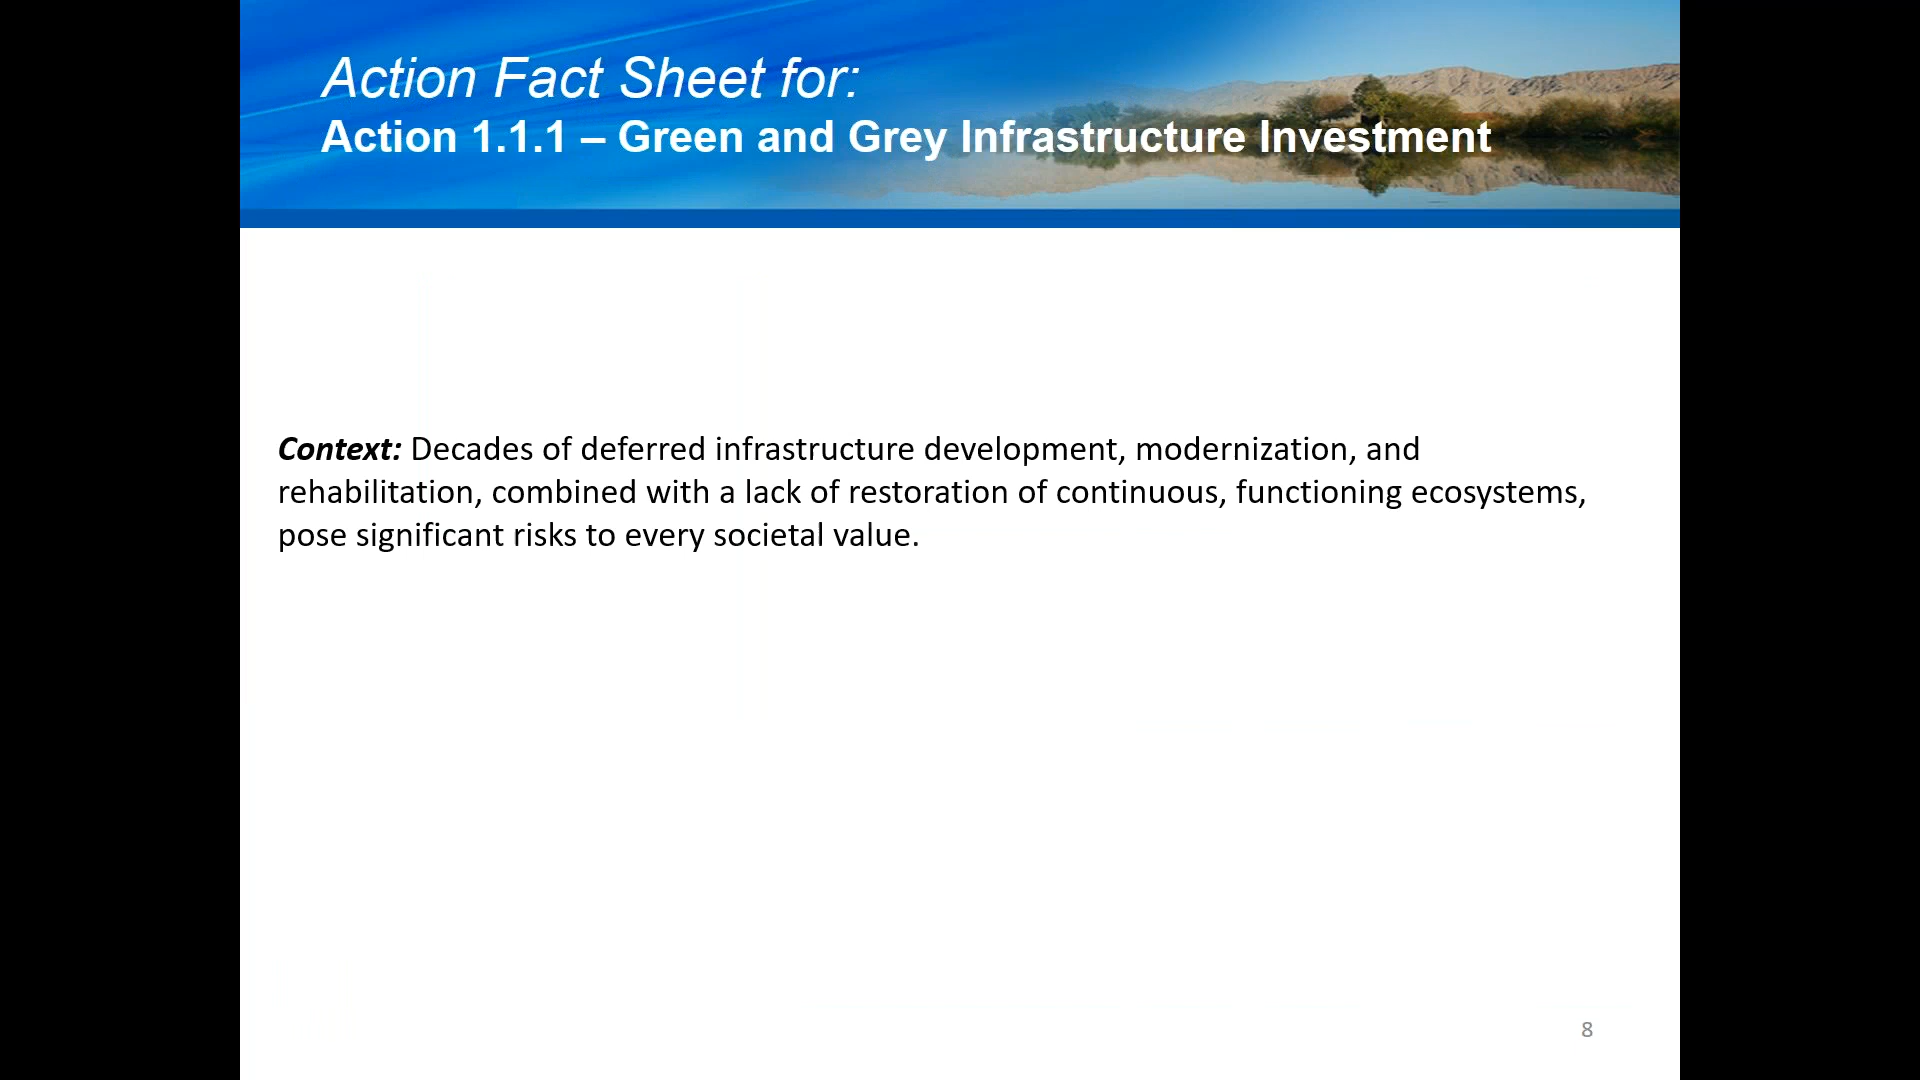 Action Fact Sheet for:
Action 1.1.1 – Green and Grey Infrastructure Investment
Context: Decades of deferred infrastructure development, modernization, and
rehabilitation, combined with a lack of restoration of continuous, functioning ecosystems,
pose significant risks to every societal value.
8